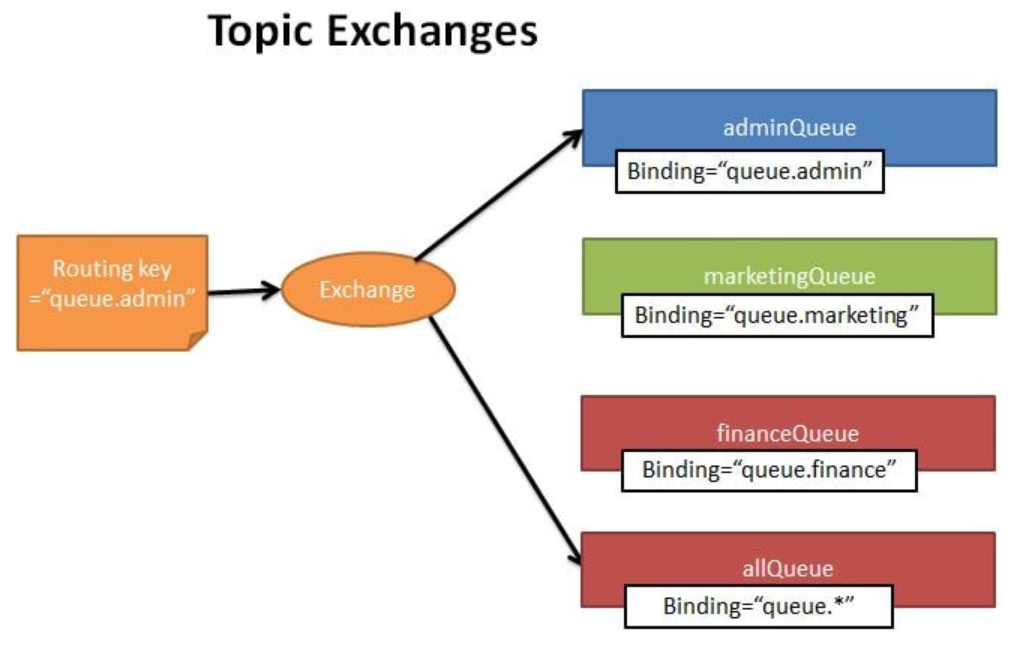 Topic Exchanges
adminQueue
Binding=“queue.admin”
Routing key
=“queue.admin”
Exchange
marketingQueue
Binding=“queue.marketing”
financeQueue
Binding=“queue.finance”
allQueue
Binding=“queue.*”